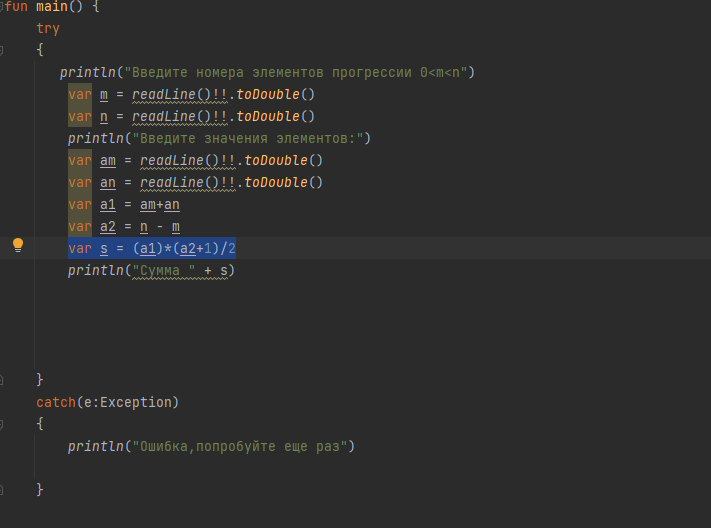 fun main() {
    try
    {
       println("Введите номера элементов прогрессии 0<m<n")
        var m = readLine()!!.toDouble()
        var n = readLine()!!.toDouble()
        println("Введите значения элементов:")
        var am = readLine()!!.toDouble()
        var an = readLine()!!.toDouble()
        var a1 = am+an
        var a2 = n - m
        var s = (a1)*(a2+1)/2
        println("Сумма " + s)
    }
    catch(e:Exception)
    {
        println("Ошибка,попробуйте еще раз")
    }